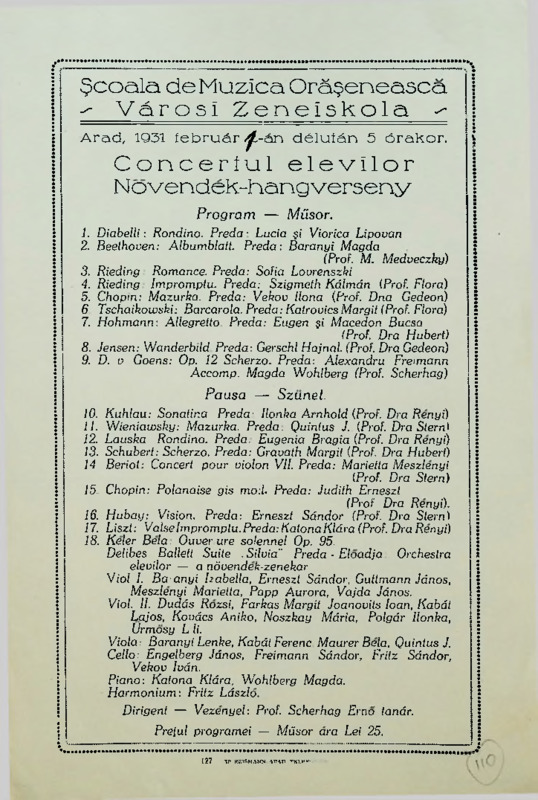 Şcoala de Muzica Orăşenească
~ Városi Zeneiskola ~
Arad, 1931 február 1-án délután 5 órakor.
Concertul elevilor
Növendék-hangverseny
Program — Műsor.
1. Diabelli: Rondino. Preda: Lucia şi Viorica Lipovan
2. Beethoven: Albumblatt. Preda: Baranyi Magda
(Prof. M. Medveczky)
3. Rieding Romance. Preda: Sofia Lovrenszki
4. Rieding Impromptu. Preda: Szigmeth Kálmán (Prof. Flora)
5. Chopin: Mazurka. Preda: Vekov Ilona (Prof. Dna Gedeon)
6 Tschaikowski: Barcarola. Preda: Katrovics Margit (Prof. Flora)
7. Hohmann: Allegretto. Preda: Eugen şi Macedon Bucso
(Prof. Dra Hubert)
8. Jensen: Wanderbild. Preda: Gerschl Hajnal. (Prof. Dra Gedeon)
9. D. v Goens: Op. 12 Scherzo. Preda: Alexandru Freimann
Accomp. Magda Wohlberg (Prof. Scherhag)
Pausa — Szünet.
10. Kuhlau: Sonatina Preda: Ilonka Arnhold (Prof. Dra Rényi)
11. Wieniawsky: Mazurka. Preda: Quintus J. (Prof. Dra Stern)
12. Lauska Rondino. Preda: Eugenia Bragia (Prof. Dra Rényi)
13. Schubert: Scherzo. Preda: Gravath Margit (Prof. Dra Hubert)
14 Beriot: Concert pour violon VII. Preda: Marietta Meszlényi
(Prof. Dra Stern)
15. Chopin: Polanaise gis moll. Preda: Judith Erneszt
(Prof Dra Rényi).
16. Hubay: Vision. Preda: Erneszt Sándor (Prof. Dra Stern)
17. Liszt: Valse Impromptu. Preda: Katona Klára (Prof. Dra Rényi)
18. Kéler Béla: Ouver ure solennel Op. 95.
Delibes Ballett Suite „Silvia" Preda - Előadja: Orchestra
elevilor — a növendék-zenekar
Viol I. Ba anyi Izabella, Erneszt Sándor, Guttmann János,
Meszlényi Marietta, Papp Aurora, Vajda János.
Viol. II. Dudás Rózsi, Farkas Margit Joanovits Ioan, Kabát
Lajos, Kovács Aniko, Noszkay Mária, Polgár Ilonka,
Ürmösy L li.
Viola: Baranyi Lenke, Kabát Ferenc Maurer Béla, Quintus J.
Cello: Engelberg János, Freimann Sándor, Fritz Sándor,
Vekov Iván.
Piano: Katona Klára, Wohlberg Magda.
Harmonium: Fritz László.
Dirigent — Vezényel: Prof. Scherhag Ernő tanár.
Preţul programei — Műsor ára Lei 25.
127
110